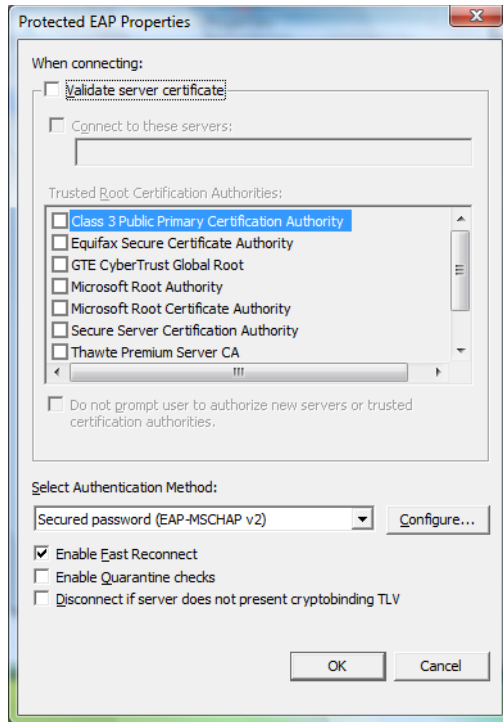 Protected EAP Properties
When connecting:
Validate server certificate
Connect to these servers:
Trusted Root Certification Authorities:
Class 3 Public Primary Certification Authority
Equifax Secure Certificate Authority
GTE CyberTrust Global Root
Microsoft Root Authority
Microsoft Root Certificate Authority
Secure Server Certification Authority
Thawte Premium Server CA
Do not prompt user to authorize new servers or trusted
certification authorities.
Select Authentication Method:
Secured password (EAP-MSCHAP v2)
Configure...
Enable Fast Reconnect
Enable Quarantine checks
Disconnect if server does not present cryptobinding TLV
OK
Cancel